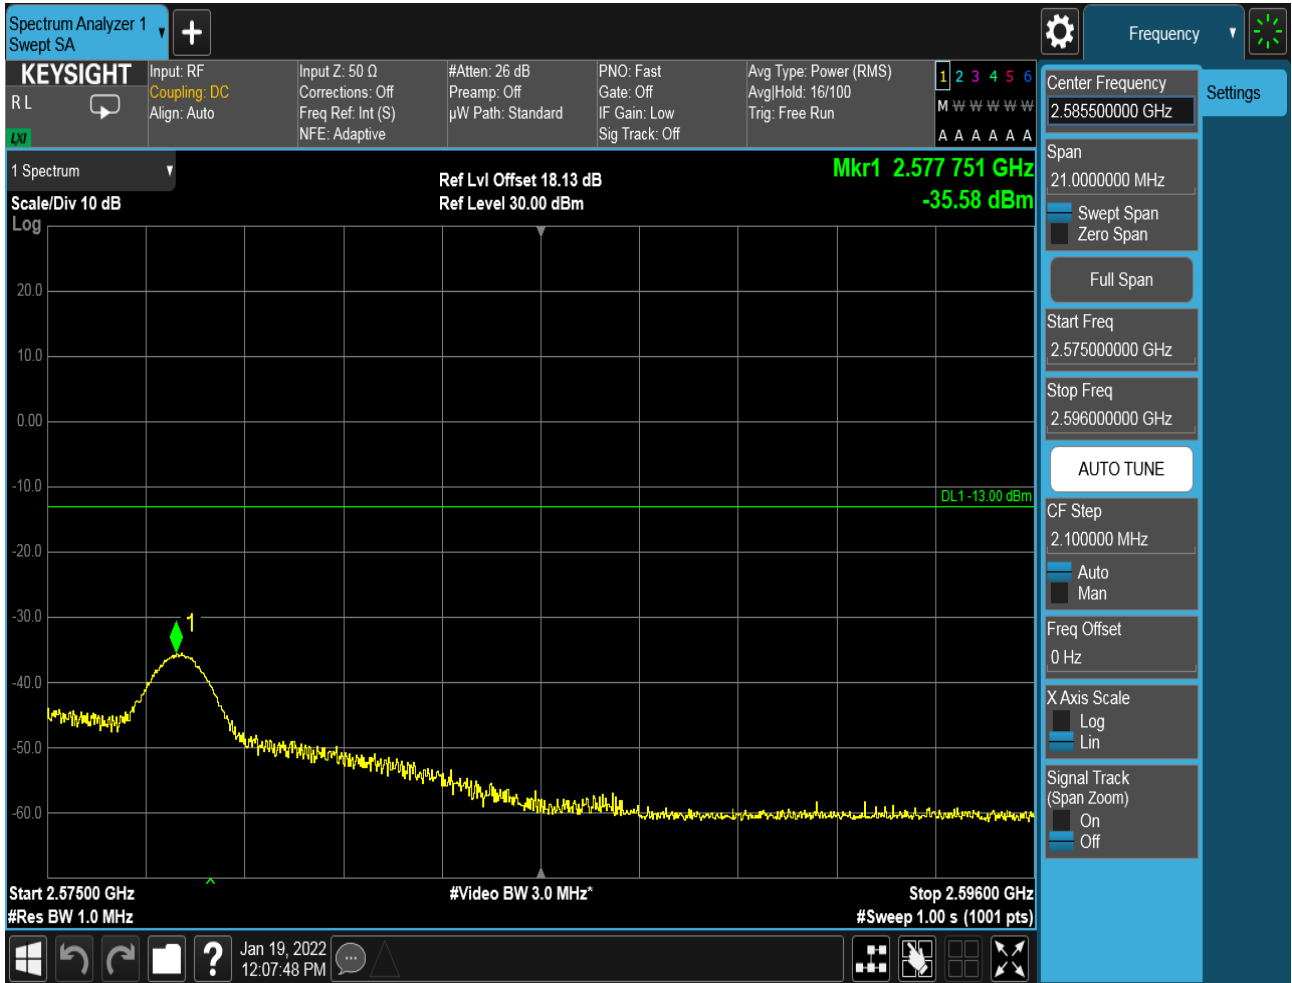 Spectrum Analyzer 1
Swept SA
Frequency
KEYSIGHT
R L
LXI
Input: RF
Coupling: DC
Align: Auto
Input Z: 50 Ω
Corrections: Off
Freq Ref: Int (S)
NFE: Adaptive
#Atten: 26 dB
Preamp: Off
µW Path: Standard
PNO: Fast
Gate: Off
IF Gain: Low
Sig Track: Off
Avg Type: Power (RMS)
Avg|Hold: 16/100
Trig: Free Run
1 2 3 4 5 6
M W W W W W
A A A A A A
1 Spectrum
Scale/Div 10 dB
Log
Ref Lvl Offset 18.13 dB
Ref Level 30.00 dBm
Mkr1 2.577 751 GHz
-35.58 dBm
20.0
10.0
0.00
-10.0
DL1 -13.00 dBm
-20.0
-30.0
1
-40.0
-50.0
-60.0
Start 2.57500 GHz
#Res BW 1.0 MHz
#Video BW 3.0 MHz*
Stop 2.59600 GHz
#Sweep 1.00 s (1001 pts)
Center Frequency
2.585500000 GHz
Span
21.0000000 MHz
Swept Span
Zero Span
Full Span
Start Freq
2.575000000 GHz
Stop Freq
2.596000000 GHz
AUTO TUNE
CF Step
2.100000 MHz
Auto
Man
Freq Offset
0 Hz
X Axis Scale
Log
Lin
Signal Track
(Span Zoom)
On
Off
Settings
?
Jan 19, 2022
12:07:48 PM